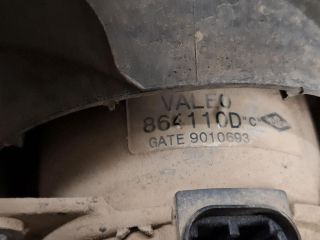 VALEO
864110D "C"
GATE 9010693